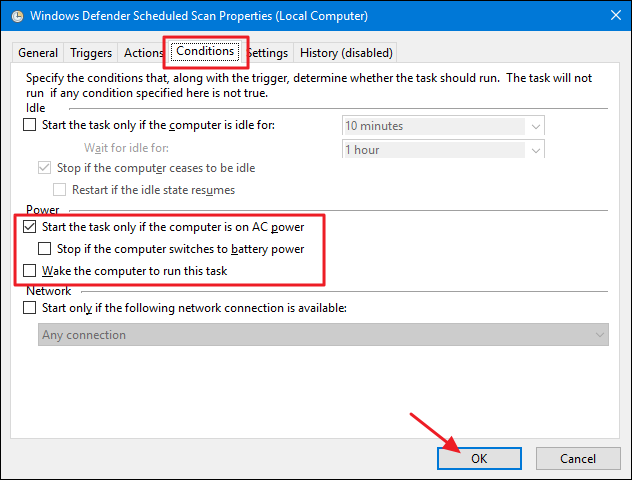 Windows Defender Scheduled Scan Properties (Local Computer)
General Triggers Actions Conditions Settings History (disabled)
Specify the conditions that, along with the trigger, determine whether the task should run. The task will not
run if any condition specified here is not true.
Idle
Start the task only if the computer is idle for: 10 minutes
Wait for idle for: 1 hour
Stop if the computer ceases to be idle
Restart if the idle state resumes
Power
Start the task only if the computer is on AC power
Stop if the computer switches to battery power
Wake the computer to run this task
Network
Start only if the following network connection is available:
Any connection
OK Cancel